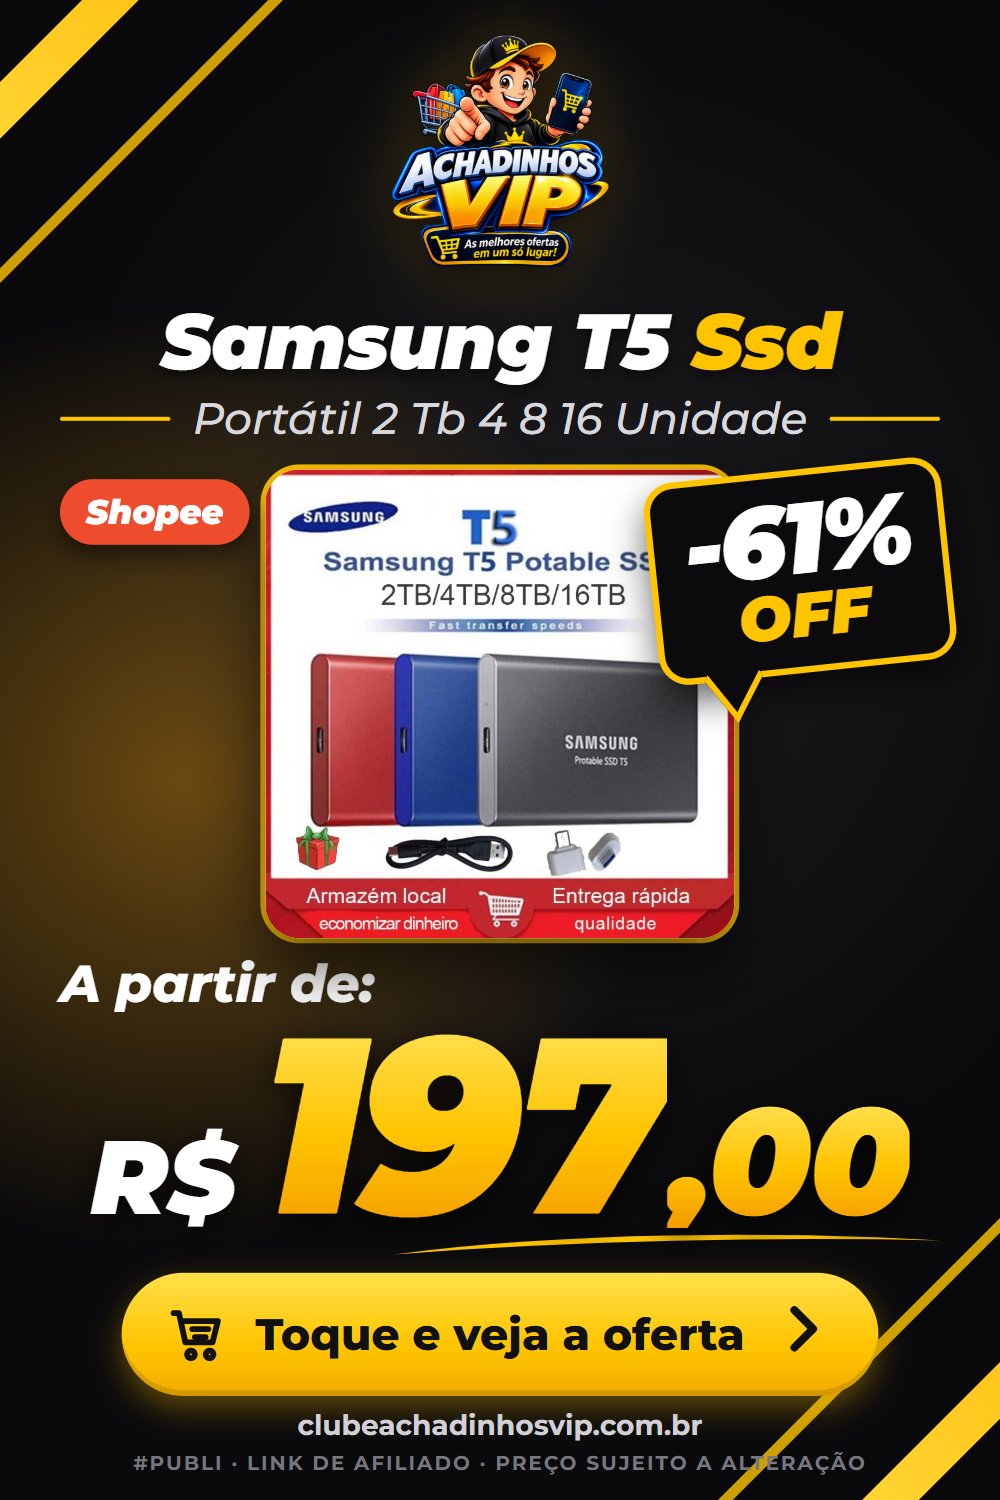 ACHADINHOS
VIP
As melhores ofertas
em um só lugar!
Samsung T5 Ssd
Portátil 2 Tb 4 8 16 Unidade
Shopee
-61%
OFF
SAMSUNG
T5
Samsung T5 Potable SS
2TB/4TB/8TB/16TB
Fast transfer speeds
SAMSUNG
Protable SSD T5
Armazém local
Entrega rápida
economizar dinheiro
qualidade
A partir de:
R$ 197,00
Toque e veja a oferta
clubeachadinhosvip.com.br
#PUBLI · LINK DE AFILIADO · PREÇO SUJEITO A ALTERAÇÃO